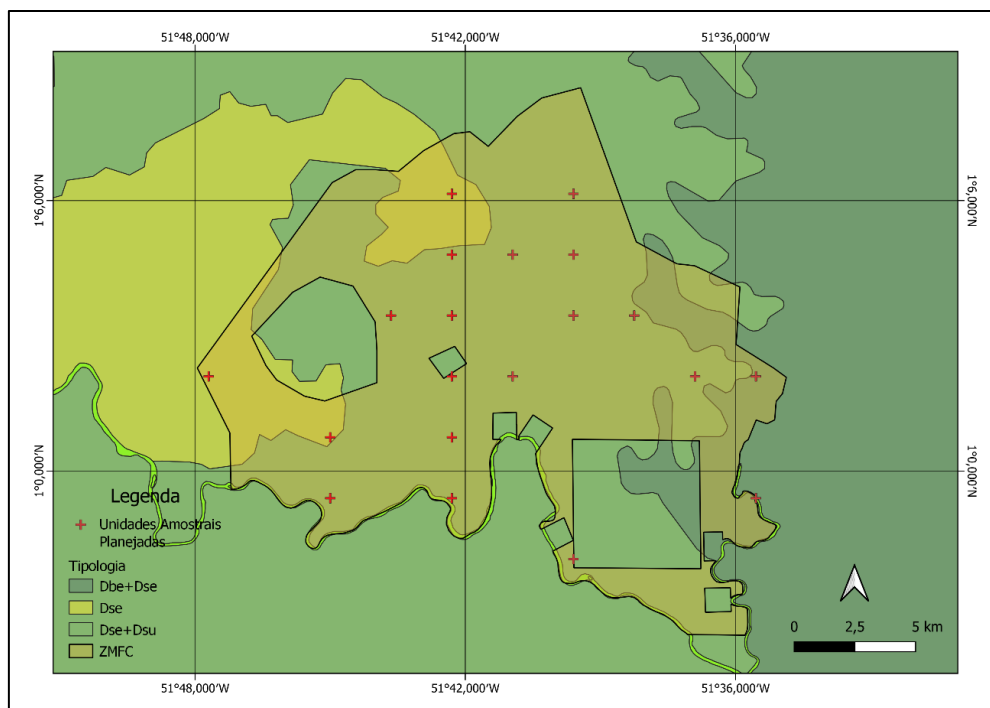 51°48,000'W 51°42,000'W 51°36,000'W
1°6,000'N 1°6,000'N
1°0,000'N 1°0,000'N
Legenda
Unidades Amostrais
Planejadas
Tipologia
Dbe+Dse
Dse
Dse+Dsu
ZMFC
0 2,5 5 km
51°48,000'W 51°42,000'W 51°36,000'W